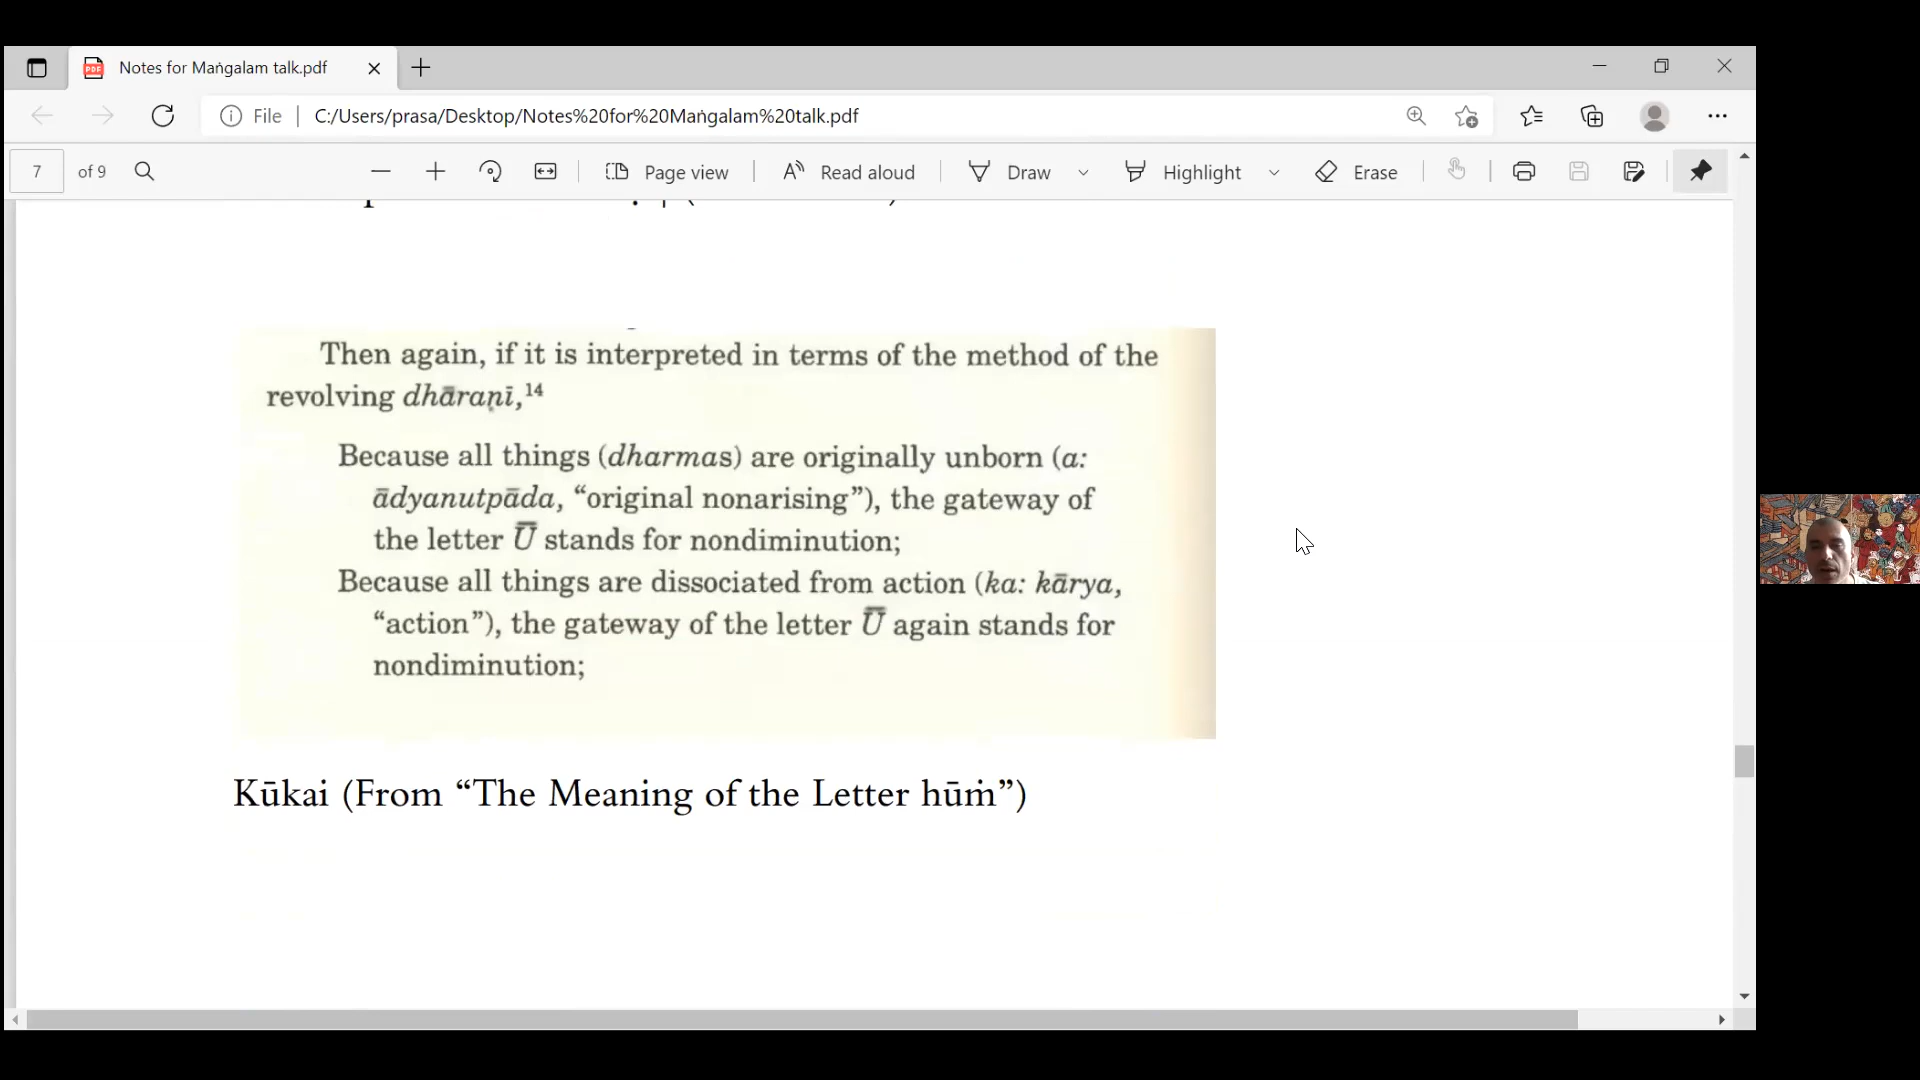 Notes for Maṅgalam talk.pdf
File
C:/Users/prasa/Desktop/Notes%20for%20Maṅgalam%20talk.pdf
7 of 9
Page view
Read aloud
Draw
Highlight
Erase
Then again, if it is interpreted in terms of the method of the
revolving dhāraṇī,14
Because all things (dharmas) are originally unborn (a:
ādyanutpāda, “original nonarising”), the gateway of
the letter Ū stands for nondiminution;
Because all things are dissociated from action (ka: kārya,
“action”), the gateway of the letter Ū again stands for
nondiminution;
Kūkai (From “The Meaning of the Letter hūṁ”)